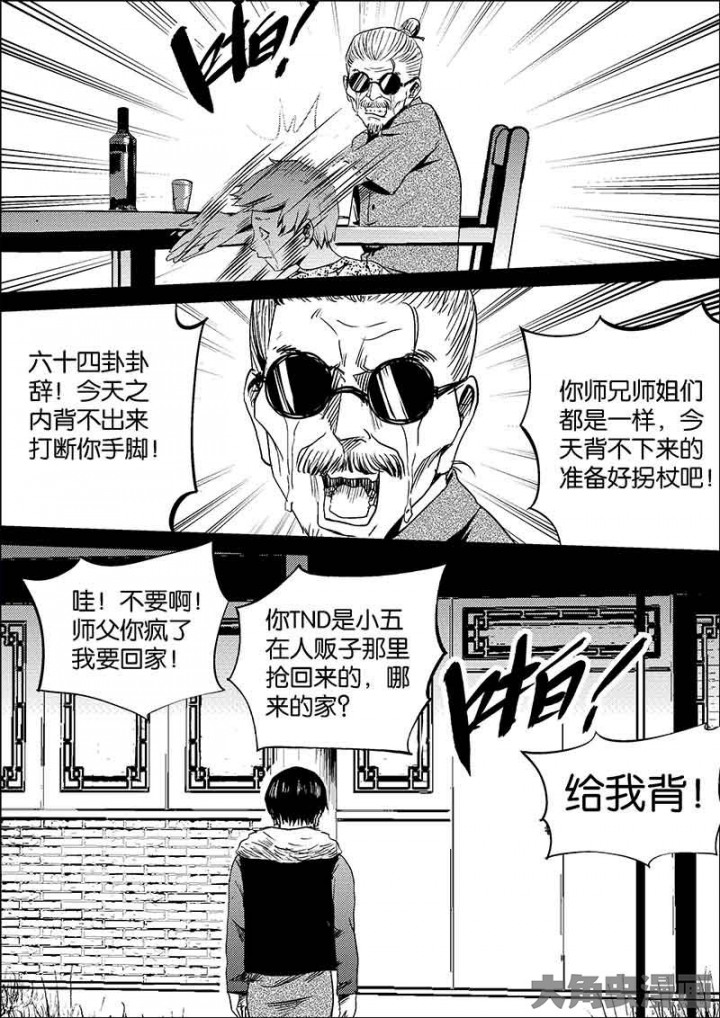 啪！
六十四卦卦
辞！今天之
内背不出来
打断你手脚！
你师兄师姐们
都是一样，今
天背不下来的
准备好拐杖吧！
哇！不要啊！
师父你疯了
我要回家！
你TND是小五
在人贩子那里
抢回来的，哪
来的家？
啪！
给我背！
大角虫漫画